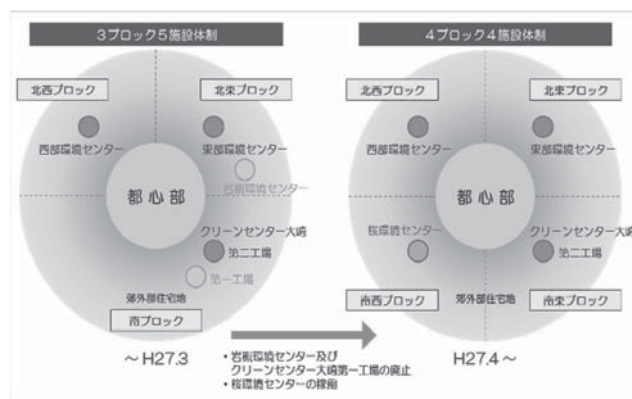 3ブロック5施設体制
北西ブロック
北東ブロック
西部環境センター
東部環境センター
岩槻環境センター
都心部
クリーンセンター大崎
第二工場
第一工場
郊外部住宅地
南ブロック
~H27.3
4ブロック4施設体制
北西ブロック
北東ブロック
西部環境センター
東部環境センター
都心部
桜環境センター
クリーンセンター大崎
第二工場
南西ブロック
郊外部住宅地
南東ブロック
H27.4~
・岩槻環境センター及び
クリーンセンター大崎第一工場の廃止
・桜環境センターの稼働